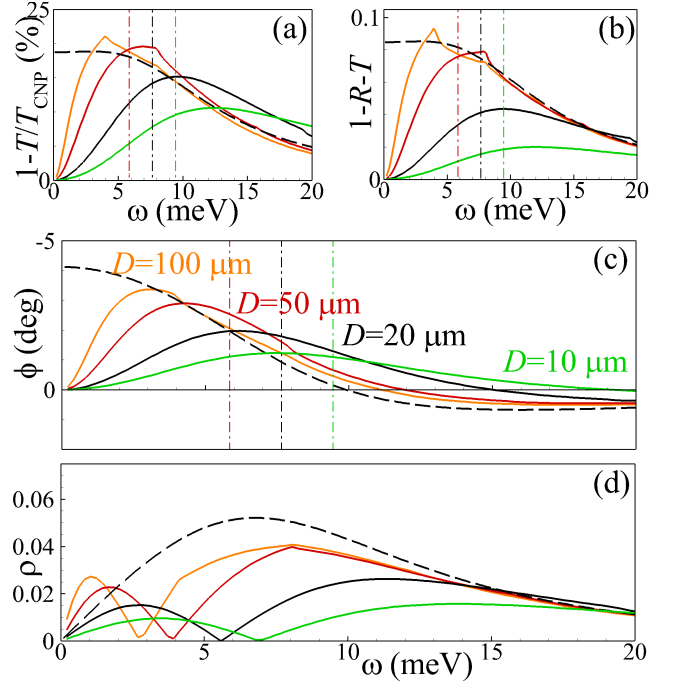 25
(a)
1-T/T_CNP (%)
0
0 5 10 15 20
ω (meV)
0.1
(b)
1-R-T
0
0 5 10 15 20
ω (meV)
-5
(c)
D=100 μm
D=50 μm
D=20 μm
D=10 μm
ϕ (deg)
0
(d)
0.06
0.04
ρ
0.02
0
0 5 10 15 20
ω (meV)